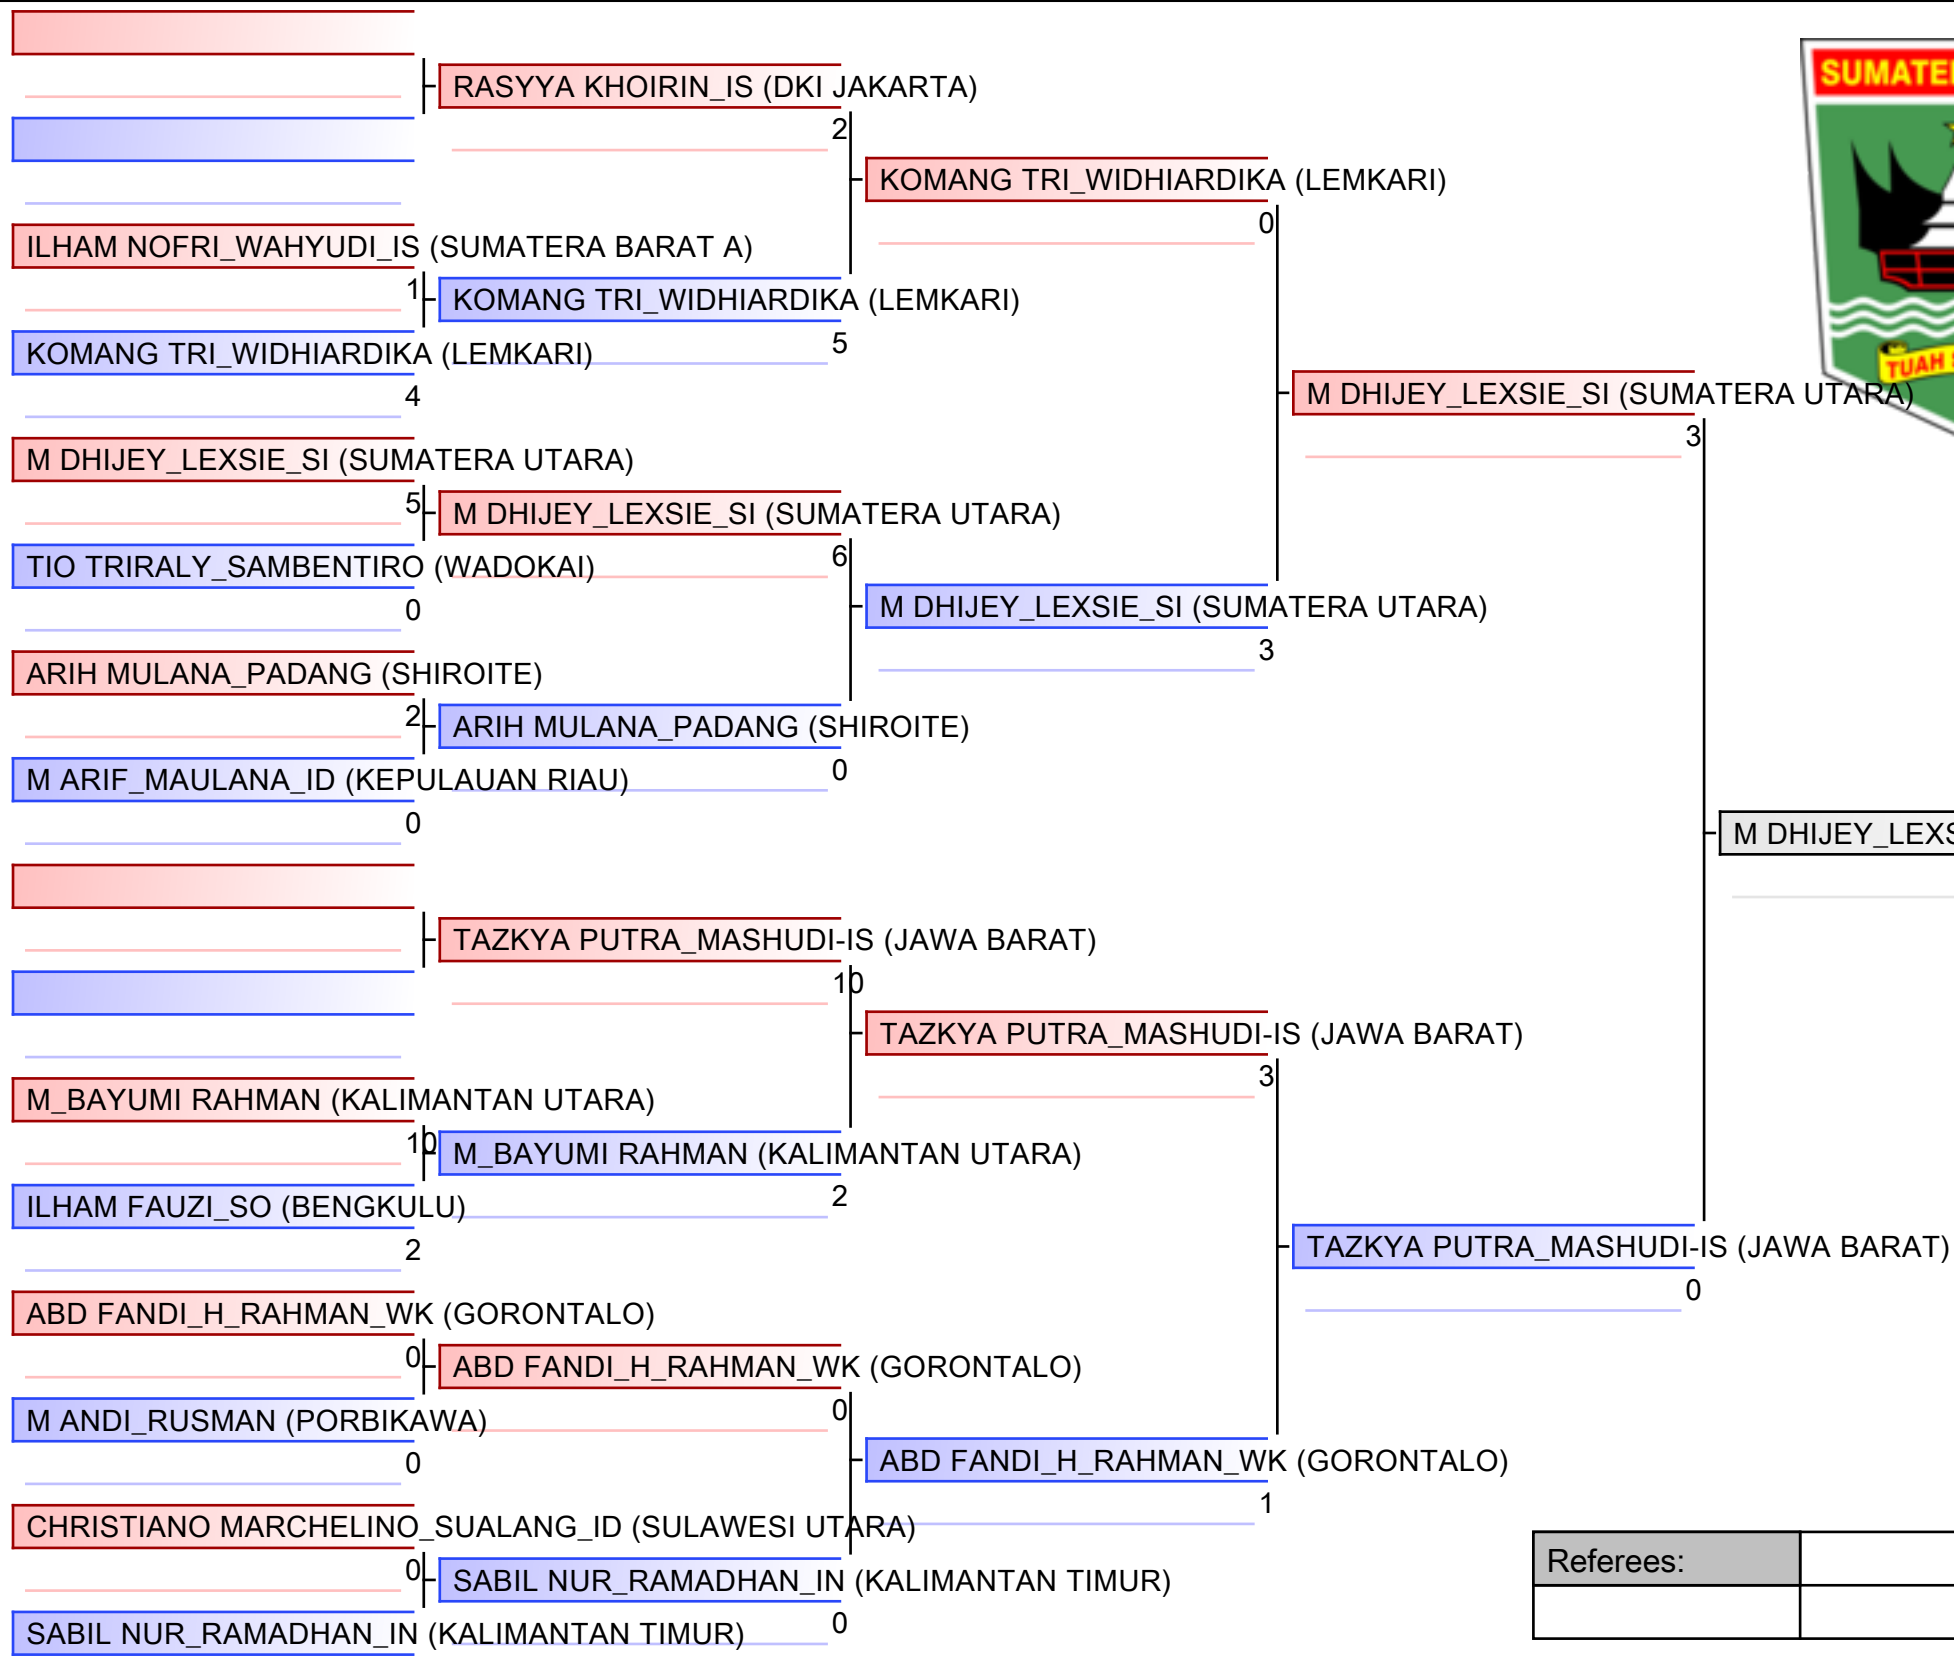 RASYYA KHOIRIN_IS (DKI JAKARTA)
2
KOMANG TRI_WIDHIARDIKA (LEMKARI)
0
ILHAM NOFRI_WAHYUDI_IS (SUMATERA BARAT A)
1
KOMANG TRI_WIDHIARDIKA (LEMKARI)
5
KOMANG TRI_WIDHIARDIKA (LEMKARI)
4
M DHIJEY_LEXSIE_SI (SUMATERA UTARA)
3
M DHIJEY_LEXSIE_SI (SUMATERA UTARA)
5
M DHIJEY_LEXSIE_SI (SUMATERA UTARA)
6
TIO TRIRALY_SAMBENTIRO (WADOKAI)
0
M DHIJEY_LEXSIE_SI (SUMATERA UTARA)
3
ARIH MULANA_PADANG (SHIROITE)
2
ARIH MULANA_PADANG (SHIROITE)
0
M ARIF_MAULANA_ID (KEPULAUAN RIAU)
0
M DHIJEY_LEXS
TAZKYA PUTRA_MASHUDI-IS (JAWA BARAT)
10
TAZKYA PUTRA_MASHUDI-IS (JAWA BARAT)
3
M_BAYUMI RAHMAN (KALIMANTAN UTARA)
10
M_BAYUMI RAHMAN (KALIMANTAN UTARA)
2
ILHAM FAUZI_SO (BENGKULU)
2
TAZKYA PUTRA_MASHUDI-IS (JAWA BARAT)
0
ABD FANDI_H_RAHMAN_WK (GORONTALO)
0
ABD FANDI_H_RAHMAN_WK (GORONTALO)
0
M ANDI_RUSMAN (PORBIKAWA)
0
ABD FANDI_H_RAHMAN_WK (GORONTALO)
1
CHRISTIANO MARCHELINO_SUALANG_ID (SULAWESI UTARA)
0
SABIL NUR_RAMADHAN_IN (KALIMANTAN TIMUR)
0
SABIL NUR_RAMADHAN_IN (KALIMANTAN TIMUR)
Referees:
SUMATE
TUAH